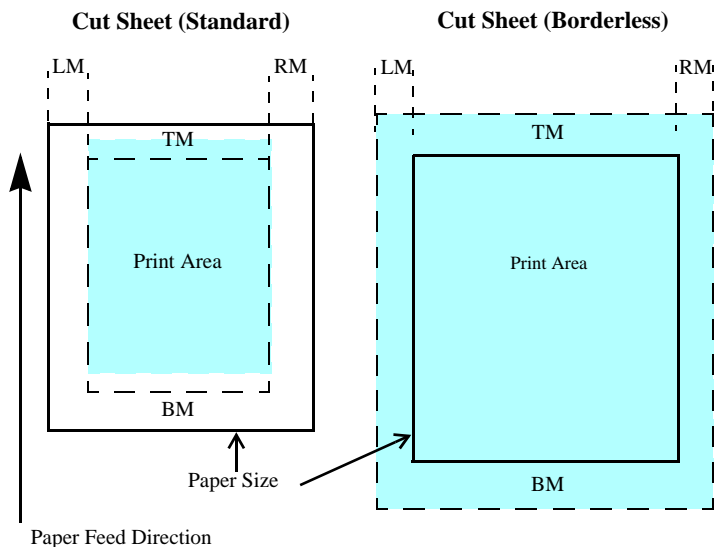 Cut Sheet (Standard)
Cut Sheet (Borderless)
LM
RM
LM
RM
TM
TM
Print Area
Print Area
BM
BM
Paper Size
Paper Feed Direction